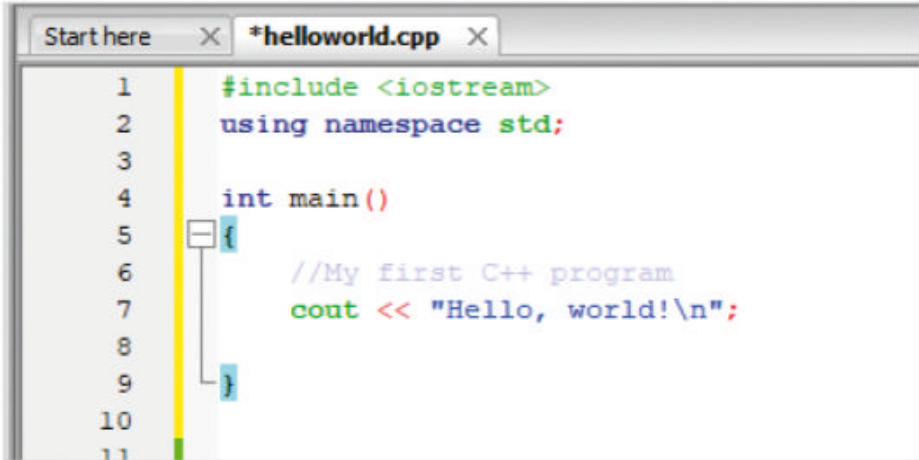 Start here × *helloworld.cpp ×
1 #include <iostream>
2 using namespace std;
3
4 int main()
5 {
6 //My first C++ program
7 cout << "Hello, world!\n";
8
9 }
10
11